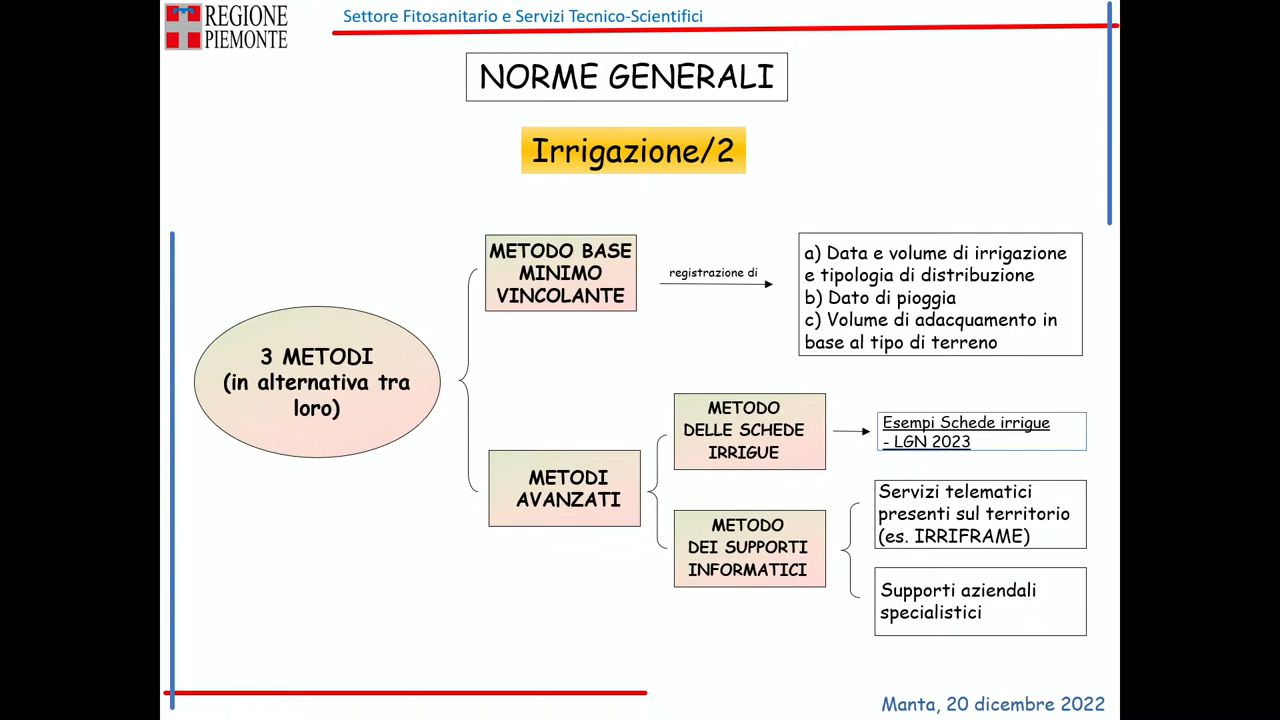 REGIONE
PIEMONTE
Settore Fitosanitario e Servizi Tecnico-Scientifici
NORME GENERALI
Irrigazione/2
3 METODI
(in alternativa tra
loro)
METODO BASE
MINIMO
VINCOLANTE
registrazione di
a) Data e volume di irrigazione
e tipologia di distribuzione
b) Dato di pioggia
c) Volume di adacquamento in
base al tipo di terreno
METODI
AVANZATI
METODO
DELLE SCHEDE
IRRIGUE
Esempi Schede irrigue
- LGN 2023
METODO
DEI SUPPORTI
INFORMATICI
Servizi telematici
presenti sul territorio
(es. IRRIFRAME)
Supporti aziendali
specialistici
Manta, 20 dicembre 2022